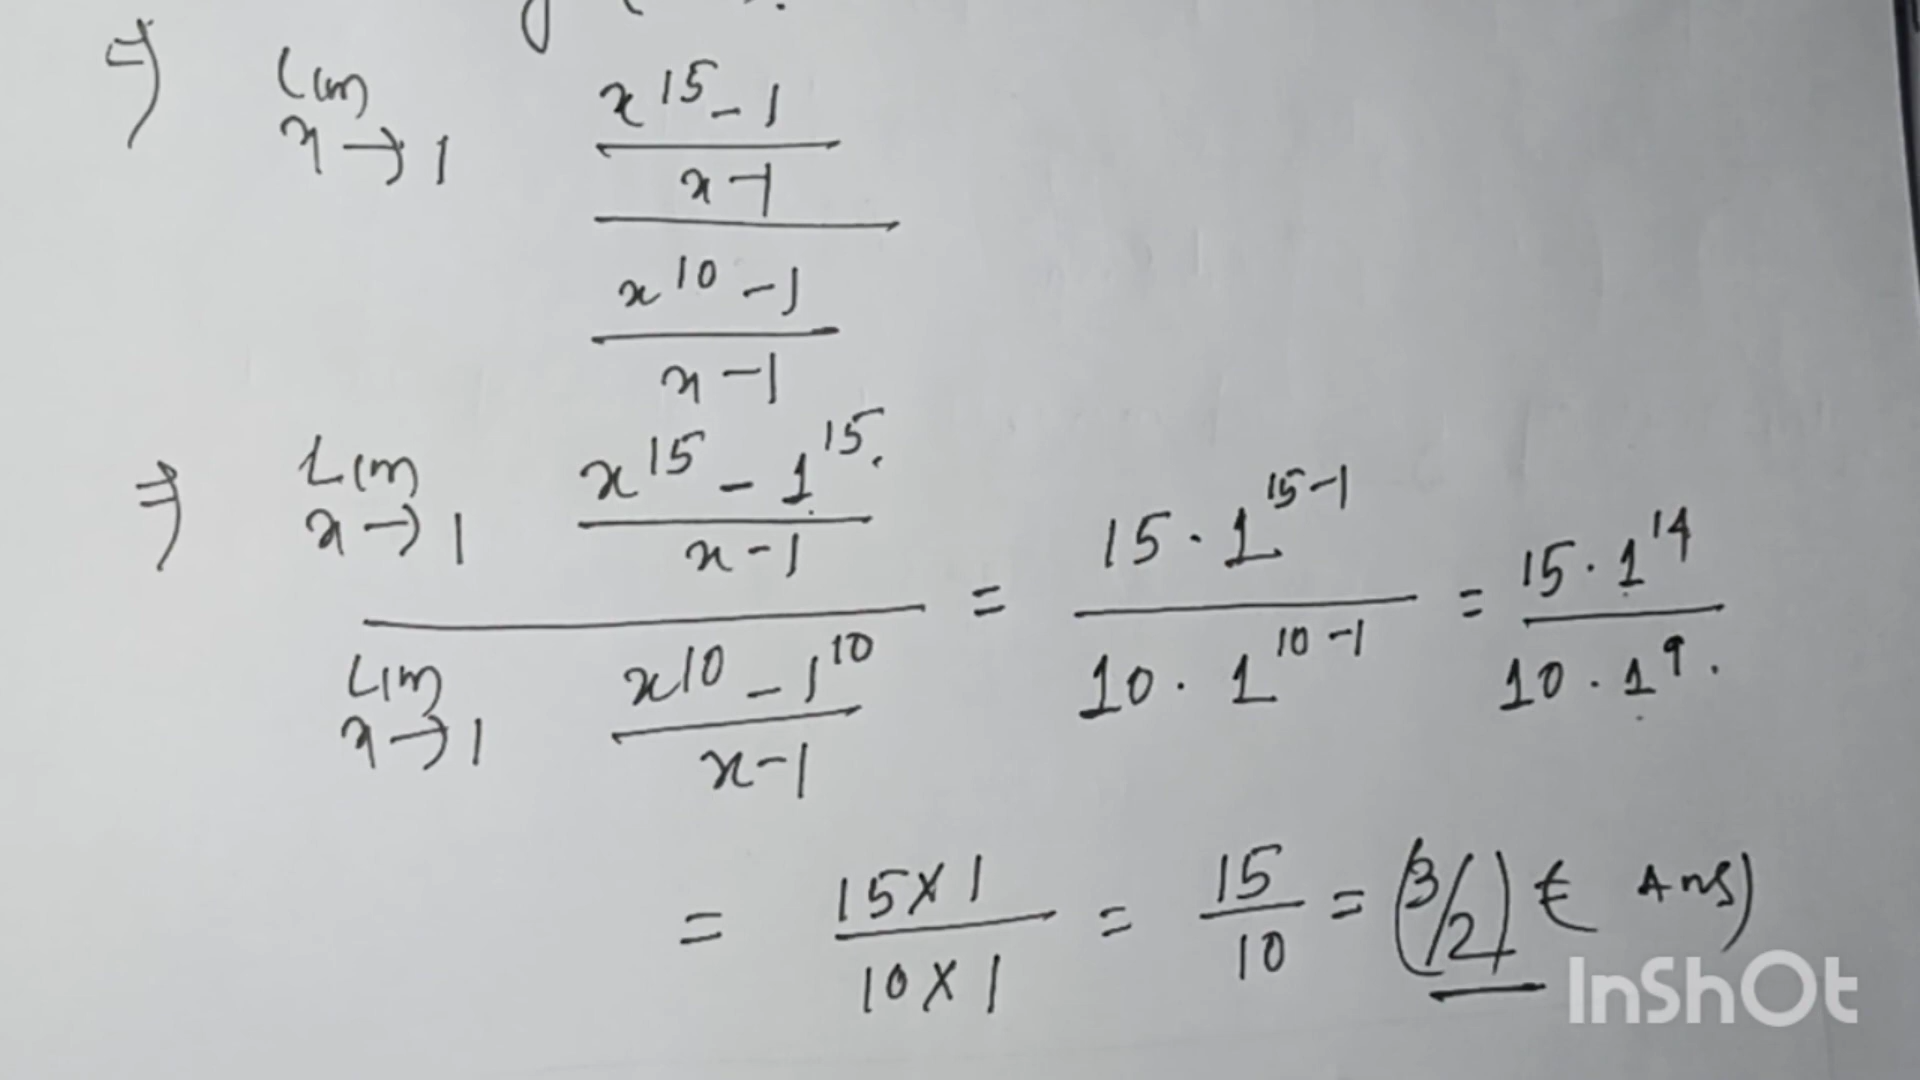 ⇒ Lim x→1 x^15 - 1 / x-1 / x^10 - 1 / x-1
⇒ Lim x→1 x^15 - 1^15. / x-1 / Lim x→1 x^10 - 1^10 / x-1 = 15 . 1^15-1 / 10 . 1^10-1 = 15 . 1^14 / 10 . 1^9 .
= 15×1 / 10×1 = 15 / 10 = (3/2) € Ans)
InShOt